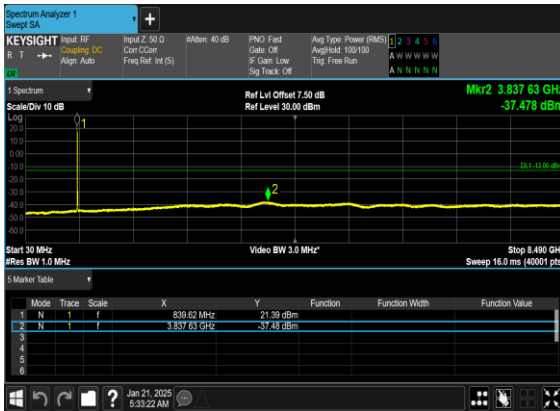 Spectrum Analyzer 1
Swept SA
+
KEYSIGHT
R T
Input: RF
Coupling: DC
Align: Auto
Input Z: 50 Ω
Corr CCorr
Freq Ref: Int (S)
#Atten: 40 dB
PNO: Fast
Gate: Off
IF Gain: Low
Sig Track: Off
Avg Type: Power (RMS)
Avg|Hold: 100/100
Trig: Free Run
1 2 3 4 5 6
A W W W W W
A N N N N N
1 Spectrum
Scale/Div 10 dB
Log
Ref Lvl Offset 7.50 dB
Ref Level 30.00 dBm
Mkr2 3.837 63 GHz
-37.478 dBm
20.0
10.0
0.00
-10.0
-20.0
-30.0
-40.0
-50.0
-60.0
1
2
DL1 -13.00 dBm
Start 30 MHz
#Res BW 1.0 MHz
Video BW 3.0 MHz*
Stop 8.490 GHz
Sweep 16.0 ms (40001 pts)
5 Marker Table
Mode Trace Scale X Y Function Function Width Function Value
1 N 1 f 839.62 MHz 21.39 dBm
2 N 1 f 3.837 63 GHz -37.48 dBm
3
4
5
6
?
Jan 21, 2025
5:33:22 AM